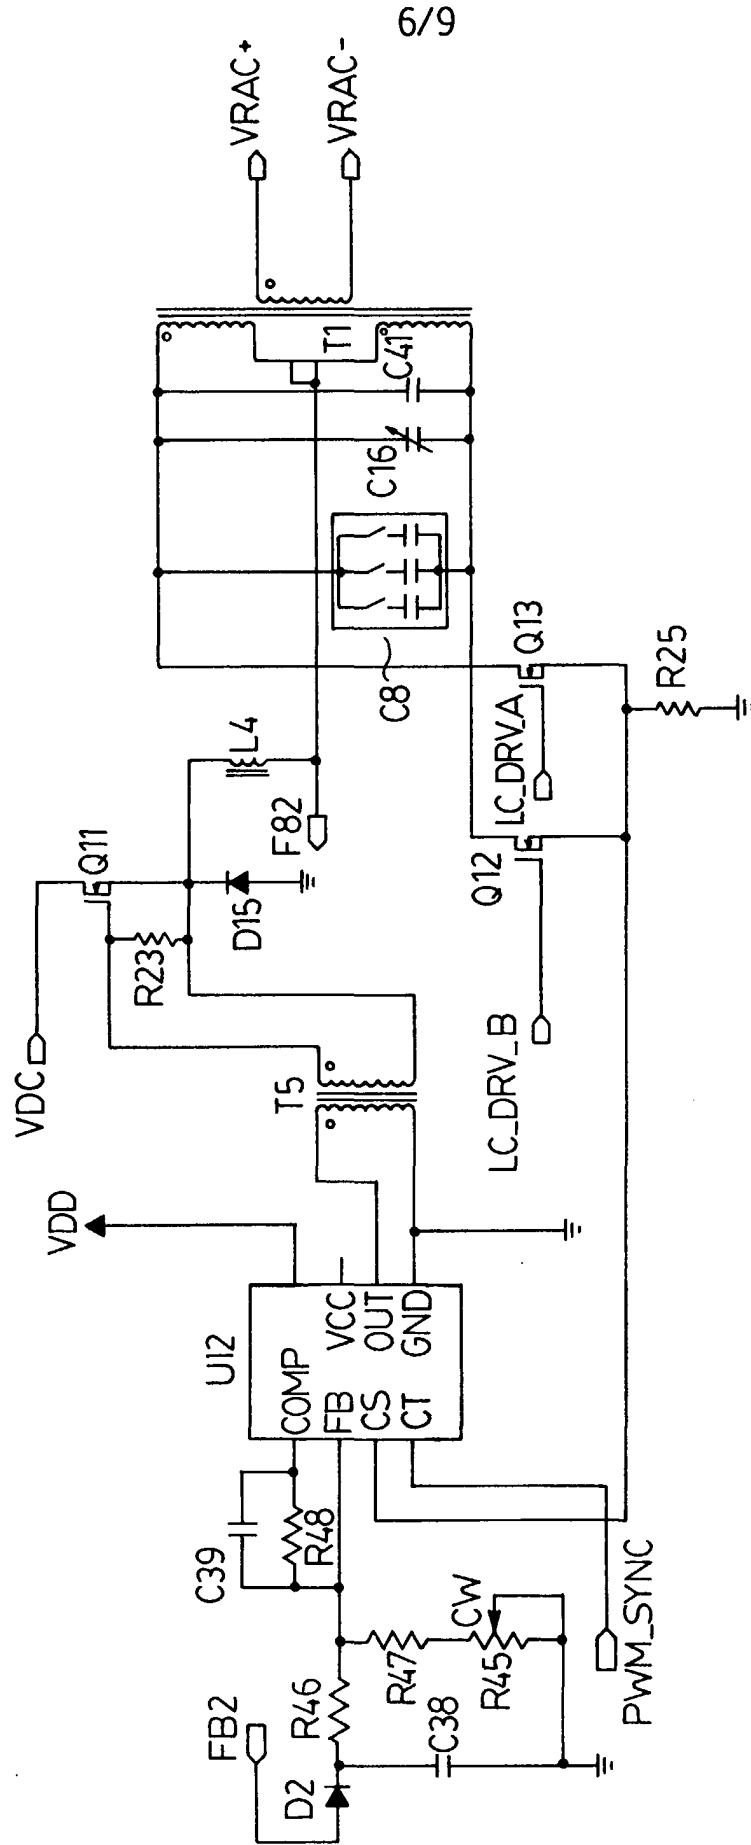 6/9
VRAC+
VRAC-
T1
C41
C16
C8
Q13
LC_DRV_A
R25
L4
F82
Q11
D15
R23
Q12
LC_DRV_B
VDC
T5
VDD
U12
COMP
VCC
FB
OUT
CS
GND
CT
C39
R48
FB2
R46
R47
CW
R45
D2
C38
PWM_SYNC